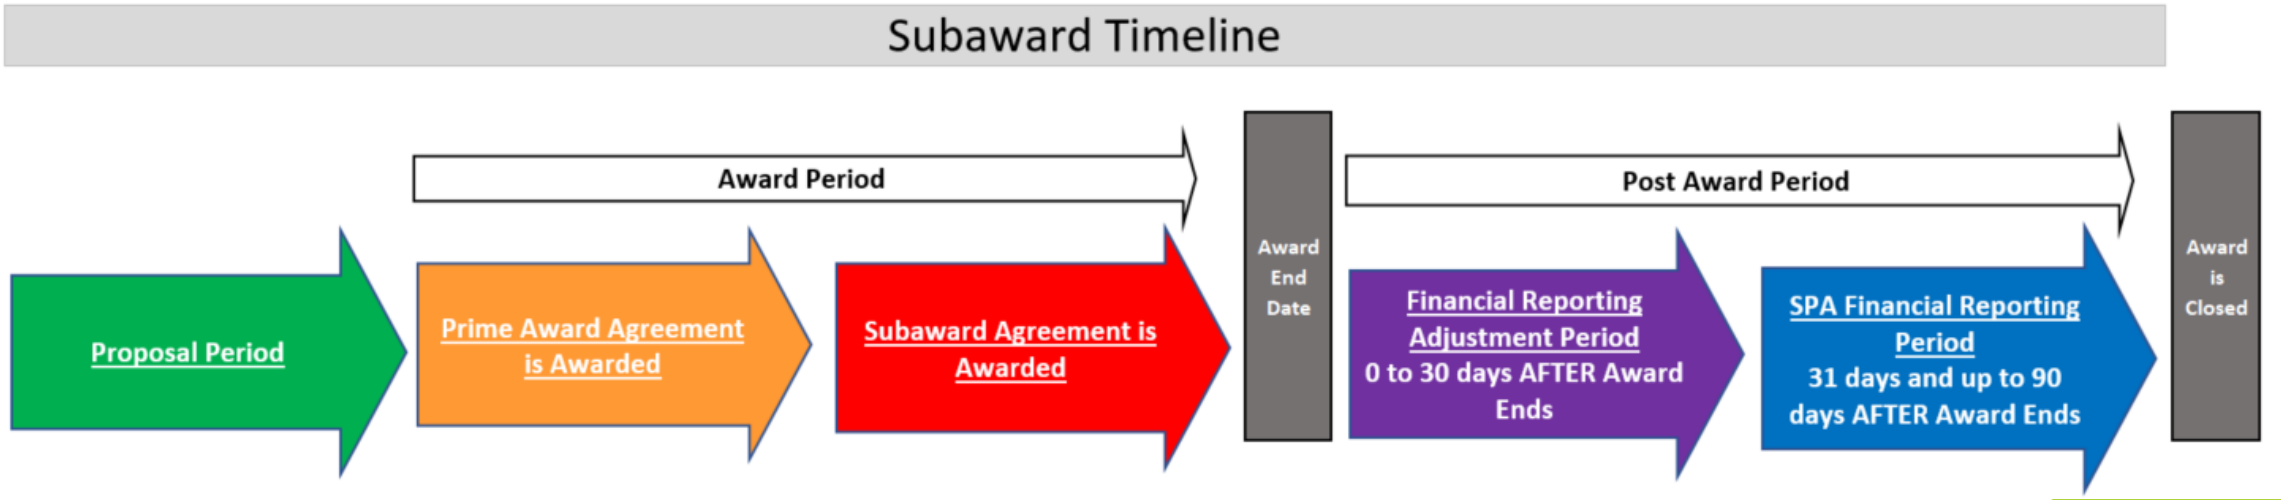 Subaward Timeline
Award Period
Post Award Period
Proposal Period
Prime Award Agreement
is Awarded
Subaward Agreement is
Awarded
Award
End
Date
Financial Reporting
Adjustment Period
0 to 30 days AFTER Award
Ends
SPA Financial Reporting
Period
31 days and up to 90
days AFTER Award Ends
Award
is
Closed